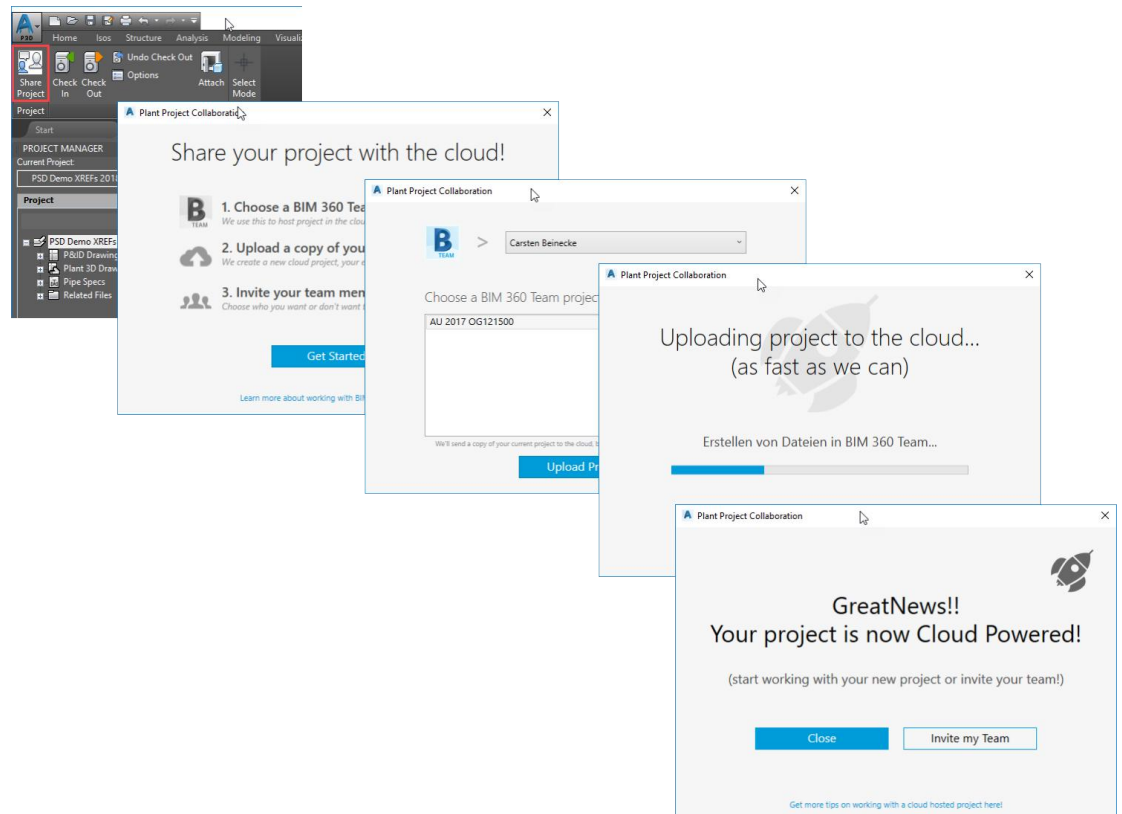 P3D
Home Isos Structure Analysis Modeling
Undo Check Out
Options
Share Project
Check In
Check Out
Attach
Select Mode
Project
Start
PROJECT MANAGER
Current Project:
PSD Demo XREFs 2018
Project
PSD Demo XREFs
P&ID Drawing
Plant 3D Draw
Pipe Specs
Related Files
Plant Project Collaboration
Share your project with the cloud!
B TEAM
1. Choose a BIM 360 Tea
We use this to host project in the clou
2. Upload a copy of you
We create a new cloud project, your e
3. Invite your team mem
Choose who you want or don't want
Get Started
Learn more about working with BI
Plant Project Collaboration
B TEAM > Carsten Beinecke
Choose a BIM 360 Team project
AU 2017 OG121500
We'll send a copy of your current project to the cloud,
Upload Pr
Plant Project Collaboration
Uploading project to the cloud...
(as fast as we can)
Erstellen von Dateien in BIM 360 Team...
Plant Project Collaboration
GreatNews!!
Your project is now Cloud Powered!
(start working with your new project or invite your team!)
Close
Invite my Team
Get more tips on working with a cloud hosted project here!